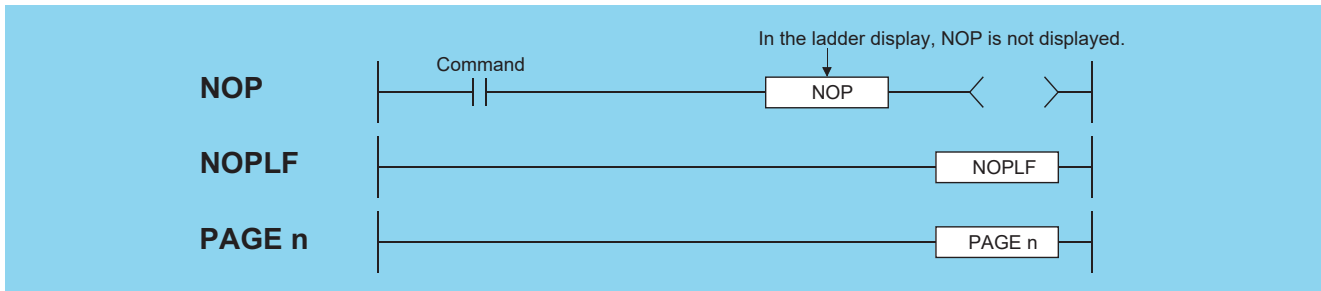 In the ladder display, NOP is not displayed.
Command
NOP
NOP
NOPLF
NOPLF
PAGE n
PAGE n